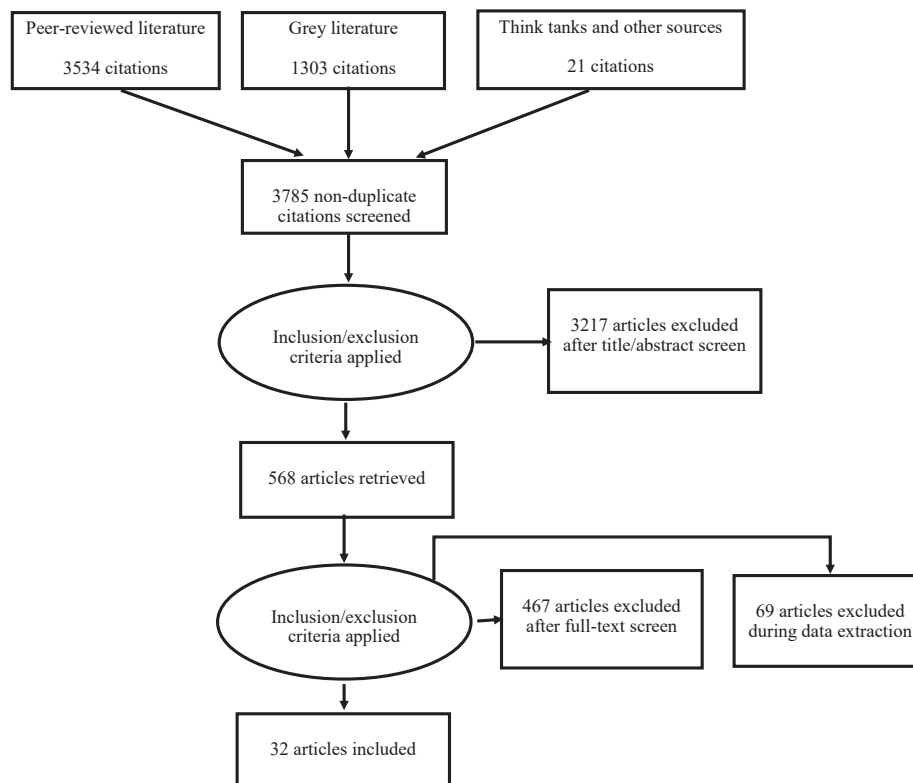 Peer-reviewed literature
3534 citations
Grey literature
1303 citations
Think tanks and other sources
21 citations
3785 non-duplicate
citations screened
Inclusion/exclusion
criteria applied
3217 articles excluded
after title/abstract screen
568 articles retrieved
Inclusion/exclusion
criteria applied
467 articles excluded
after full-text screen
69 articles excluded
during data extraction
32 articles included